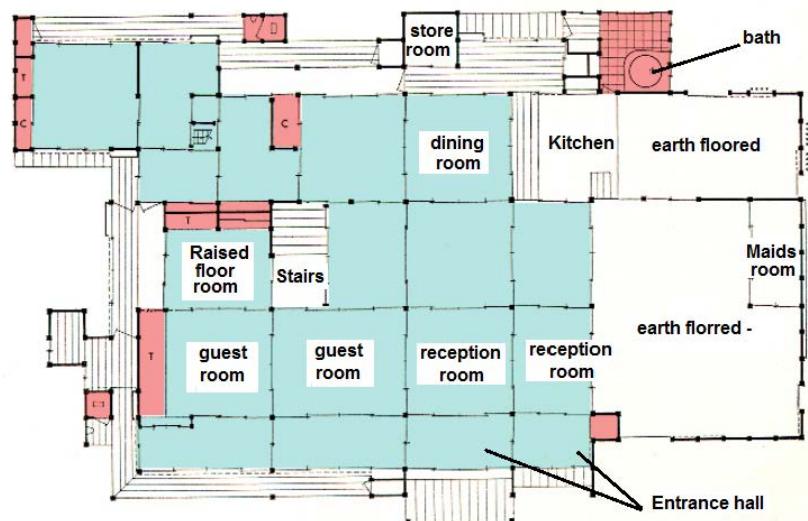 store
room
bath
T
C
C
dining
room
Kitchen
earth floored
T
Raised
floor
room
Stairs
Maids
room
T
guest
room
guest
room
reception
room
reception
room
earth florred -
Entrance hall